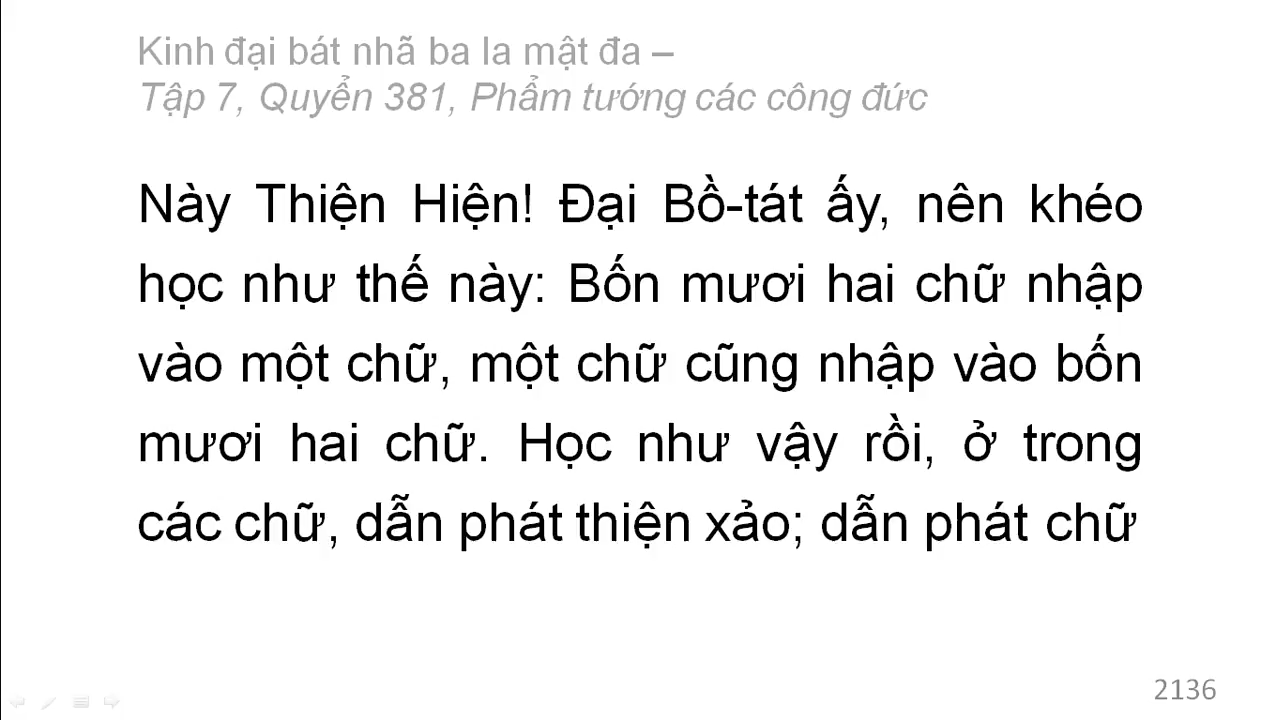 Kinh đại bát nhã ba la mật đa –
Tập 7, Quyển 381, Phẩm tướng các công đức
Này Thiện Hiện! Đại Bồ-tát ấy, nên khéo
học như thế này: Bốn mươi hai chữ nhập
vào một chữ, một chữ cũng nhập vào bốn
mươi hai chữ. Học như vậy rồi, ở trong
các chữ, dẫn phát thiện xảo; dẫn phát chữ
2136